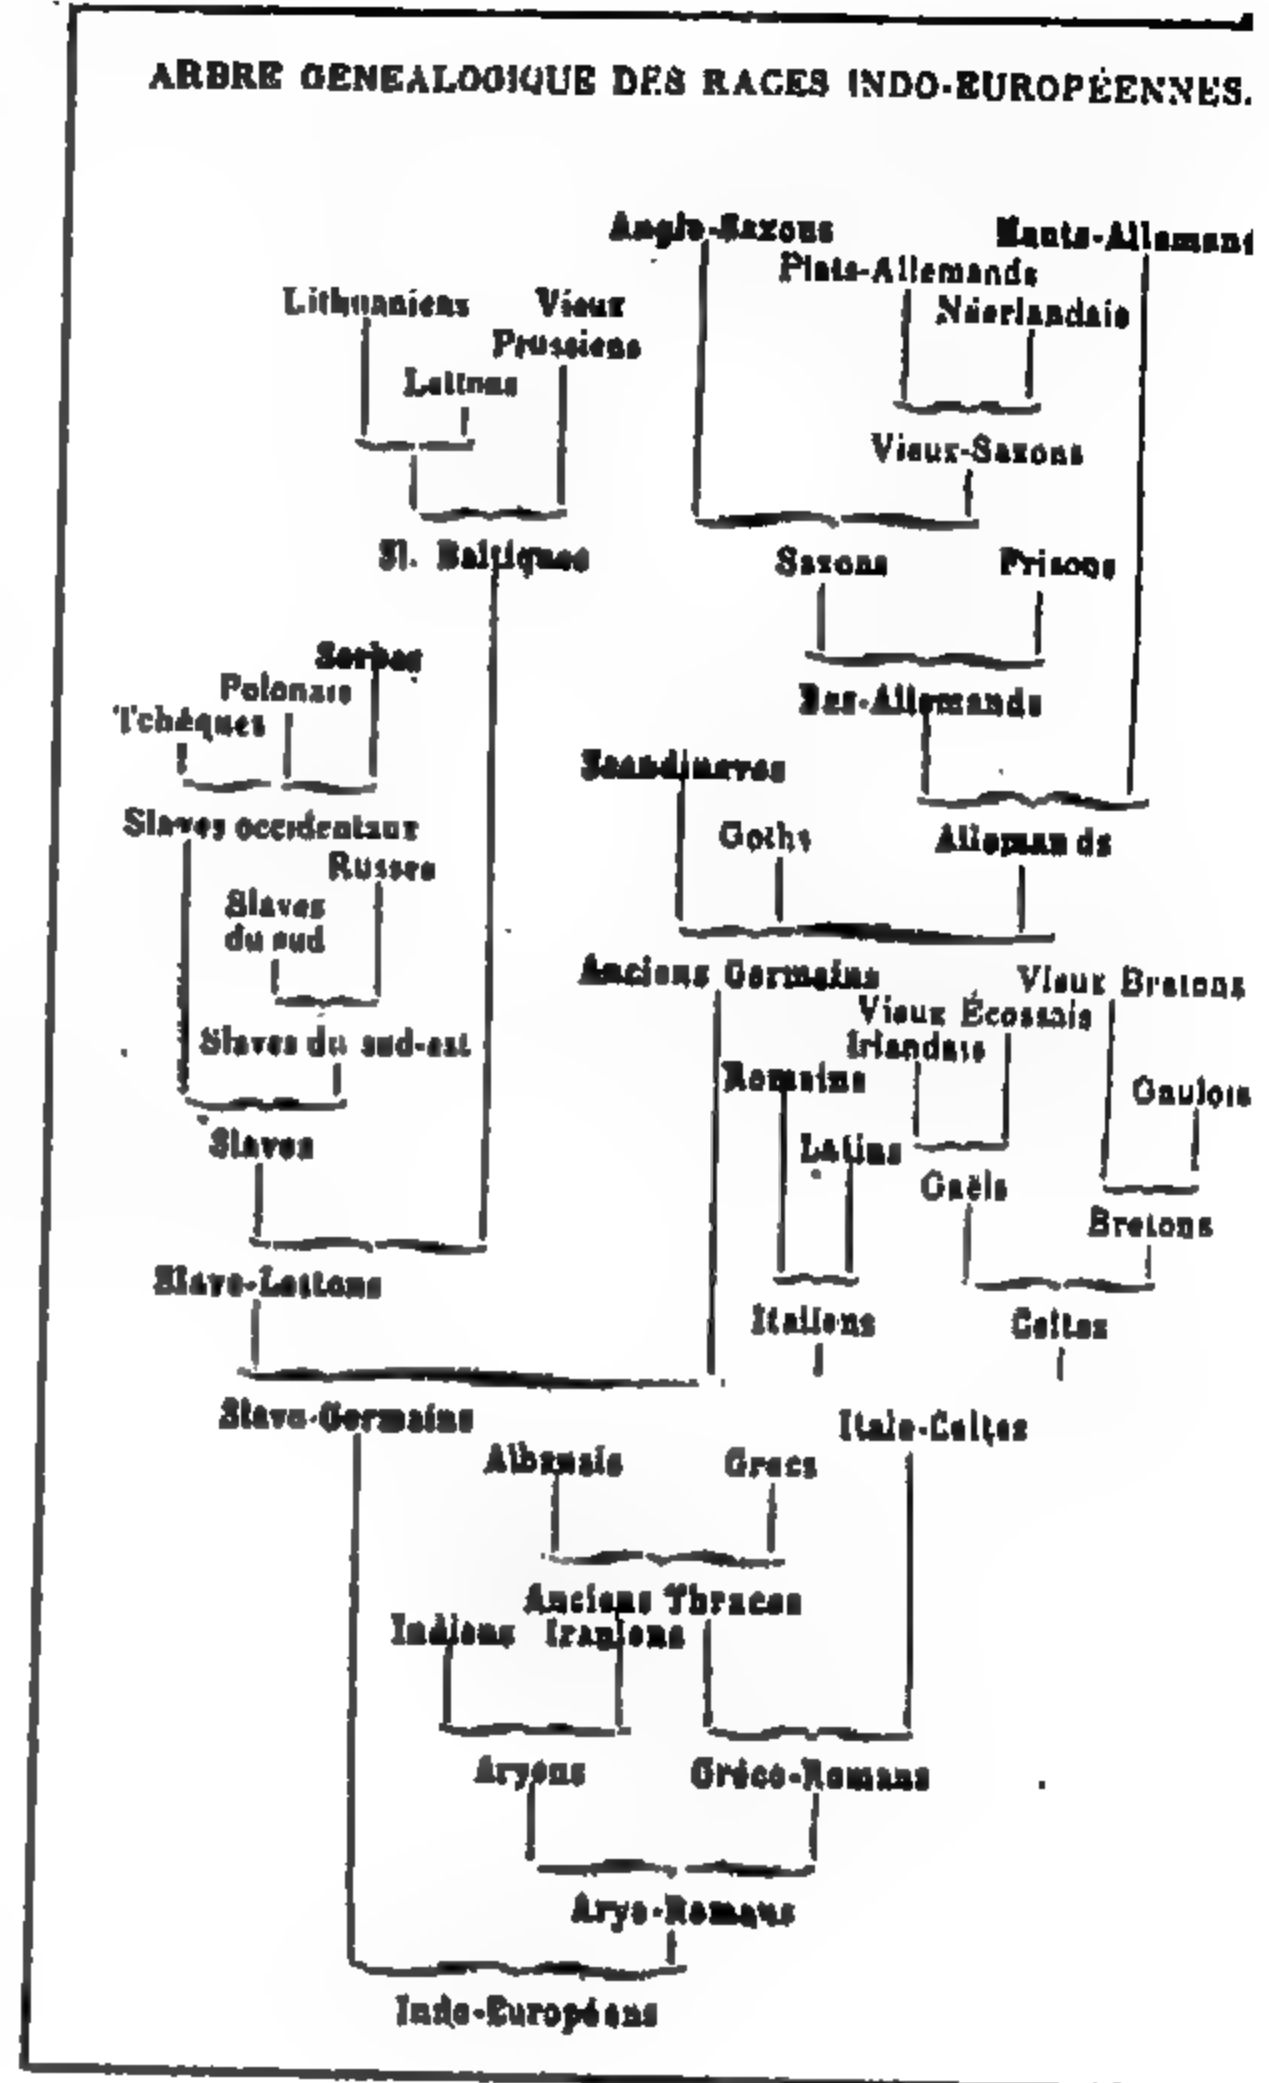 ARBRE GENEALOGIQUE DES RACES INDO-EUROPÉENNES.
Anglo-Saxons
Hauts-Allemand
Plats-Allemands
Lithuaniens
Vieux
Néerlandais
Prussiens
Lettons
Vieux-Saxons
Sl. Baltiques
Saxons
Frisons
Sorbes
Polonais
Bas-Allemands
Tchèques
Scandinaves
Slaves occidentaux
Goths
Allemands
Russes
Slaves
du sud
Anciens Germains
Vieux Bretons
Vieux Écossais
Slaves du sud-est
Irlandais
Romains
Gaulois
Slaves
Latins
Gaëls
Bretons
Slavo-Lettons
Italiens
Celtes
Slavo-Germains
Italo-Celtes
Albanais
Grecs
Anciens Thraces
Indiens
Iraniens
Aryens
Gréco-Romans
Aryo-Romans
Indo-Européens